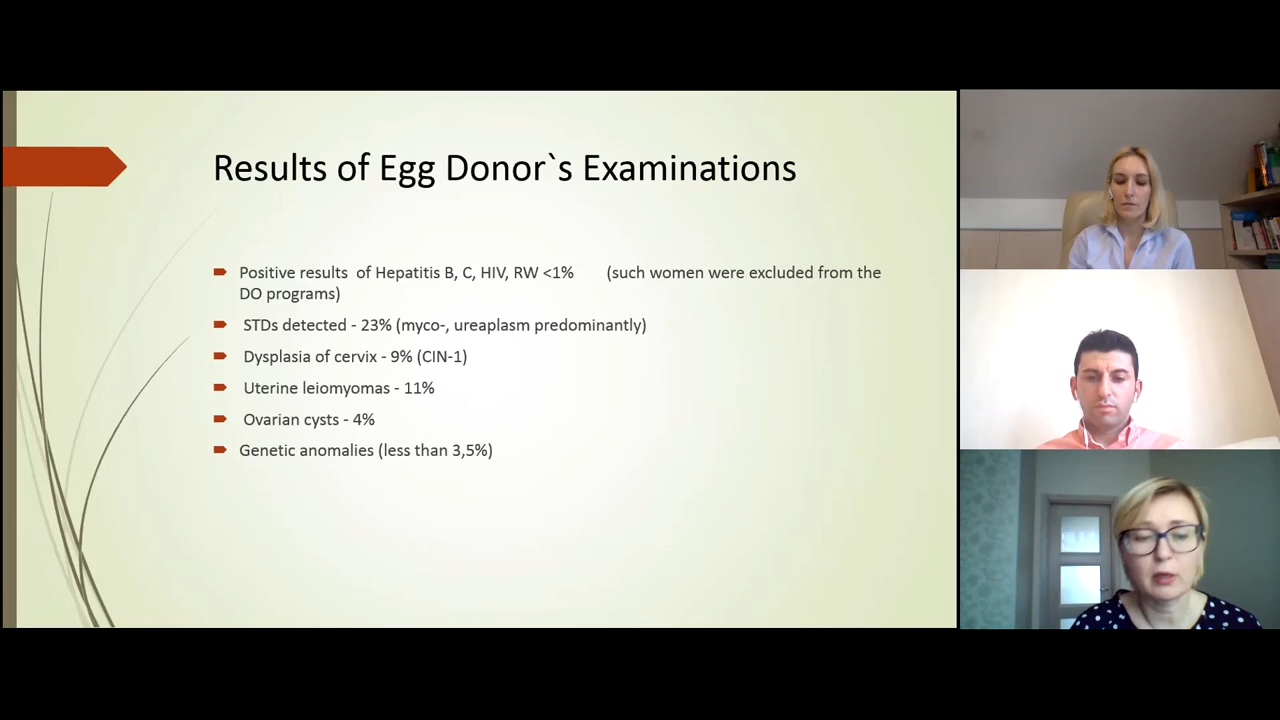 Results of Egg Donor`s Examinations
Positive results of Hepatitis B, C, HIV, RW <1% (such women were excluded from the
DO programs)
STDs detected - 23% (myco-, ureaplasm predominantly)
Dysplasia of cervix - 9% (CIN-1)
Uterine leiomyomas - 11%
Ovarian cysts - 4%
Genetic anomalies (less than 3,5%)